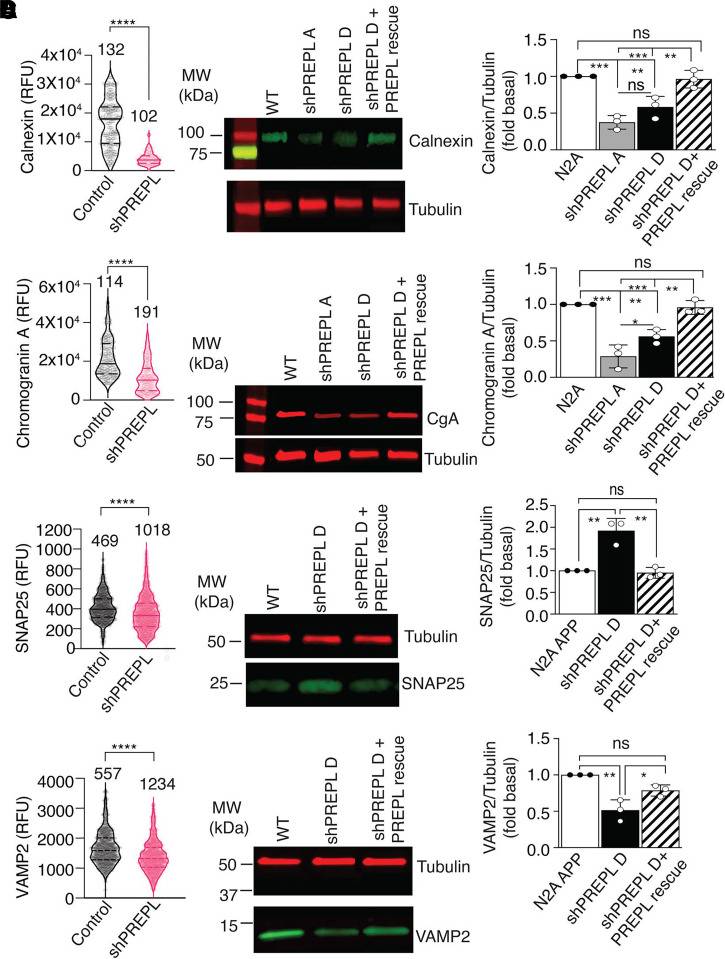 ****
132
102
4x10⁴
3x10⁴
2x10⁴
1X10⁴
0
Calnexin (RFU)
Control
shPREPL
MW
(kDa)
WT
shPREPL A
shPREPL D
shPREPL D +
PREPL rescue
100
75
Calnexin
Tubulin
ns
***
***
**
**
ns
1.5
1.0
0.5
0.0
Calnexin/Tubulin
(fold basal)
N2A
shPREPL A
shPREPL D
shPREPL D+
PREPL rescue
****
114
191
6x10⁴
4X10⁴
2x10⁴
0
Chromogranin A (RFU)
Control
shPREPL
MW
(kDa)
WT
shPREPL A
shPREPL D
shPREPL D +
PREPL rescue
100
75
50
CgA
Tubulin
ns
***
***
**
**
*
1.5
1.0
0.5
0.0
Chromogranin A/Tubulin
(fold basal)
N2A
shPREPL A
shPREPL D
shPREPL D+
PREPL rescue
****
469
1018
1200
1000
800
600
400
200
0
SNAP25 (RFU)
Control
shPREPL
MW
(kDa)
WT
shPREPL D
shPREPL D +
PREPL rescue
50
25
Tubulin
SNAP25
ns
**
**
2.5
2.0
1.5
1.0
0.5
0.0
SNAP25/Tubulin
(fold basal)
N2A APP
shPREPL D
shPREPL D+
PREPL rescue
****
557
1234
4000
3000
2000
1000
0
VAMP2 (RFU)
Control
shPREPL
MW
(kDa)
WT
shPREPL D
shPREPL D +
PREPL rescue
50
37
15
Tubulin
VAMP2
ns
**
*
1.5
1.0
0.5
0.0
VAMP2/Tubulin
(fold basal)
N2A APP
shPREPL D
shPREPL D+
PREPL rescue